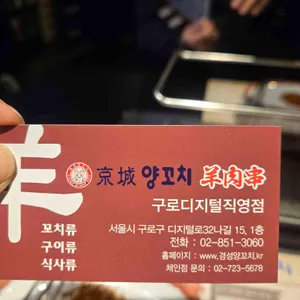 羊
京城 양꼬치 羊肉串
구로디지털직영점
꼬치류
구이류
식사류
서울시 구로구 디지털로32나길 15, 1층
전화 : 02-851-3060
홈페이지 : www.경성양꼬치.kr
체인점 문의 : 02-723-5678